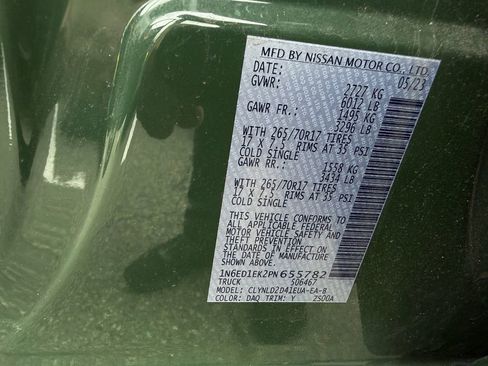 MFD BY NISSAN MOTOR CO., LTD.
DATE: 05/23
GVWR: 2727 KG
6012 LB
GAWR FR.: 1495 KG
3296 LB
WITH 265/70R17 TIRES
17 X 7.5 RIMS AT 35 PSI
COLD SINGLE
GAWR RR.: 1558 KG
3434 LB
WITH 265/70R17 TIRES
17 X 7.5 RIMS AT 35 PSI
COLD SINGLE
THIS VEHICLE CONFORMS TO
ALL APPLICABLE FEDERAL
MOTOR VEHICLE SAFETY AND
THEFT PREVENTION
STANDARDS IN EFFECT ON
THE DATE OF MANUFACTURE
SHOWN ABOVE.
1N6ED1EK2PN655782
TRUCK 506467
MODEL: CLYNLD2D41EUA-EA-B
COLOR: DAQ TRIM: Y 2S00A